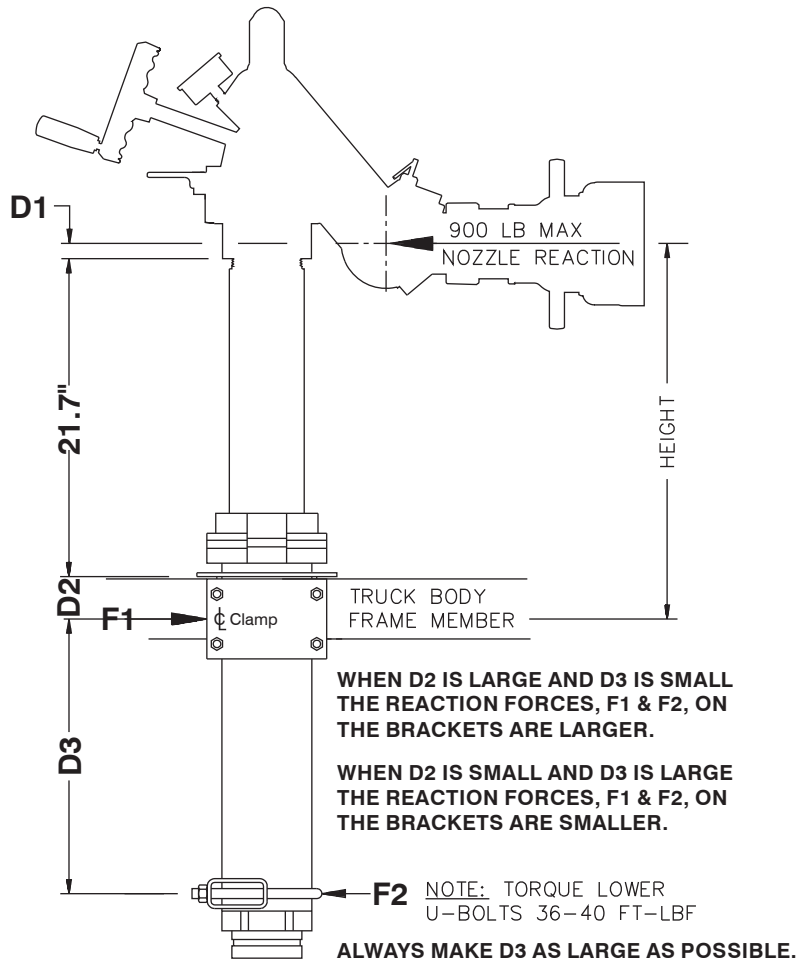 D1
900 LB MAX
NOZZLE REACTION
21.7"
HEIGHT
D2
F1
℄ Clamp
TRUCK BODY
FRAME MEMBER
WHEN D2 IS LARGE AND D3 IS SMALL
THE REACTION FORCES, F1 & F2, ON
THE BRACKETS ARE LARGER.
D3
WHEN D2 IS SMALL AND D3 IS LARGE
THE REACTION FORCES, F1 & F2, ON
THE BRACKETS ARE SMALLER.
F2
NOTE: TORQUE LOWER
U-BOLTS 36-40 FT-LBF
ALWAYS MAKE D3 AS LARGE AS POSSIBLE.